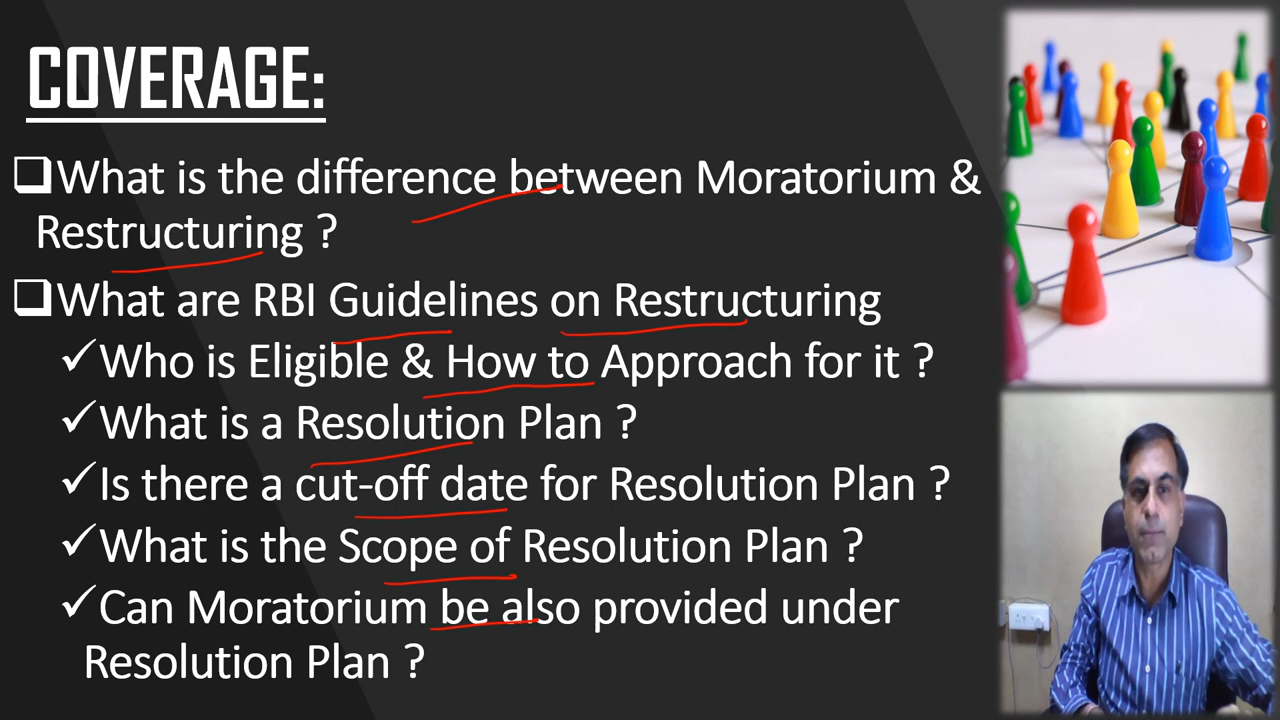 COVERAGE:
❑What is the difference between Moratorium &
Restructuring ?
❑What are RBI Guidelines on Restructuring
✓Who is Eligible & How to Approach for it ?
✓What is a Resolution Plan ?
✓Is there a cut-off date for Resolution Plan ?
✓What is the Scope of Resolution Plan ?
✓Can Moratorium be also provided under
Resolution Plan ?